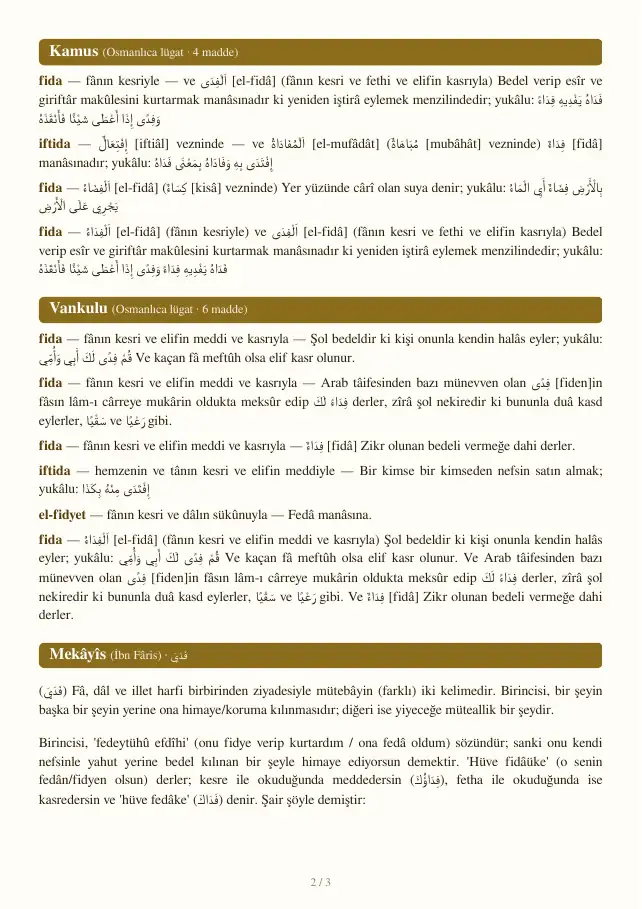 Kamus (Osmanlıca lügat · 4 madde)
fida — fânın kesriyle — ve اَلْفِدَى [el-fidâ] (fânın kesri ve fethi ve elifin kasrıyla) Bedel verip esîr ve
giriftâr makûlesini kurtarmak manâsınadır ki yeniden iştirâ eylemek menzilindedir; yukâlu: فَدَاهُ يَفْدِيهِ فِدَاءً
وَفِدًى إِذَا أَعْطَى شَيْئًا فَأَنْقَذَهُ
iftida — اِفْتِعَالٌ [iftiâl] vezninde — ve اَلْمُفَادَاةُ [el-mufâdât] (مُبَاهَاةٌ [mubâhât] vezninde) فِدَاءٌ [fidâ]
manâsınadır; yukâlu: اِفْتَدَى بِهِ وَفَادَاهُ بِمَعْنَى فَدَاهُ
fida — اَلْفِضَاءُ [el-fidâ] (كِسَاءٌ [kisâ] vezninde) Yer yüzünde cârî olan suya denir; yukâlu: بِالْأَرْضِ فِضَاءٌ أَيِ الْمَاءُ
يَجْرِي عَلَى الْأَرْضِ
fida — اَلْفِدَاءُ [el-fidâ] (fânın kesriyle) ve اَلْفِدَى [el-fidâ] (fânın kesri ve fethi ve elifin kasrıyla) Bedel
verip esîr ve giriftâr makûlesini kurtarmak manâsınadır ki yeniden iştirâ eylemek menzilindedir; yukâlu:
فَدَاهُ يَفْدِيهِ فِدَاءً وَفِدًى إِذَا أَعْطَى شَيْئًا فَأَنْقَذَهُ
Vankulu (Osmanlıca lügat · 6 madde)
fida — fânın kesri ve elifin meddi ve kasrıyla — Şol bedeldir ki kişi onunla kendin halâs eyler; yukâlu:
قُمْ فِدًى لَكَ أَبِي وَأُمِّي Ve kaçan fâ meftûh olsa elif kasr olunur.
fida — fânın kesri ve elifin meddi ve kasrıyla — Arab tâifesinden bazı münevven olan فِدًى [fiden]in
fâsın lâm-ı cârreye mukârin oldukta meksûr edip فِدَاءً لَكَ derler, zîrâ şol nekiredir ki bununla duâ kasd
eylerler, سَقْيًا ve رَعْيًا gibi.
fida — fânın kesri ve elifin meddi ve kasrıyla — فِدَاءٌ [fidâ] Zikr olunan bedeli vermeğe dahi derler.
iftida — hemzenin ve tânın kesri ve elifin meddiyle — Bir kimse bir kimseden nefsin satın almak;
yukâlu: اِفْتَدَى مِنْهُ بِكَذَا
el-fidyet — fânın kesri ve dâlın sükûnuyla — Fedâ manâsına.
fida — اَلْفِدَاءُ [el-fidâ] (fânın kesri ve elifin meddi ve kasrıyla) Şol bedeldir ki kişi onunla kendin halâs
eyler; yukâlu: قُمْ فِدًى لَكَ أَبِي وَأُمِّي Ve kaçan fâ meftûh olsa elif kasr olunur. Ve Arab tâifesinden bazı
münevven olan فِدًى [fiden]in fâsın lâm-ı cârreye mukârin oldukta meksûr edip فِدَاءً لَكَ derler, zîrâ şol
nekiredir ki bununla duâ kasd eylerler, سَقْيًا ve رَعْيًا gibi. Ve فِدَاءٌ [fidâ] Zikr olunan bedeli vermeğe dahi
derler.
Mekâyîs (İbn Fâris) · فَدَيَ
(فَدَيَ) Fâ, dâl ve illet harfi birbirinden ziyadesiyle mütebâyin (farklı) iki kelimedir. Birincisi, bir şeyin
başka bir şeyin yerine ona himaye/koruma kılınmasıdır; diğeri ise yiyeceğe müteallik bir şeydir.
Birincisi, 'fedeytühû efdîhi' (onu fidye verip kurtardım / ona fedâ oldum) sözündür; sanki onu kendi
nefsinle yahut yerine bedel kılınan bir şeyle himaye ediyorsun demektir. 'Hüve fidâüke' (o senin
fedân/fidyen olsun) derler; kesre ile okuduğunda meddedersin (فِدَاؤُكَ), fetha ile okuduğunda ise
kasredersin ve 'hüve fedâke' (فَدَاكَ) denir. Şair şöyle demiştir:
2 / 3